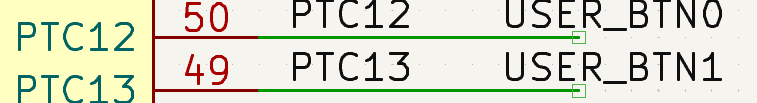 50 PTC12 USER_BTN0
PTC12
49 PTC13 USER_BTN1
PTC13